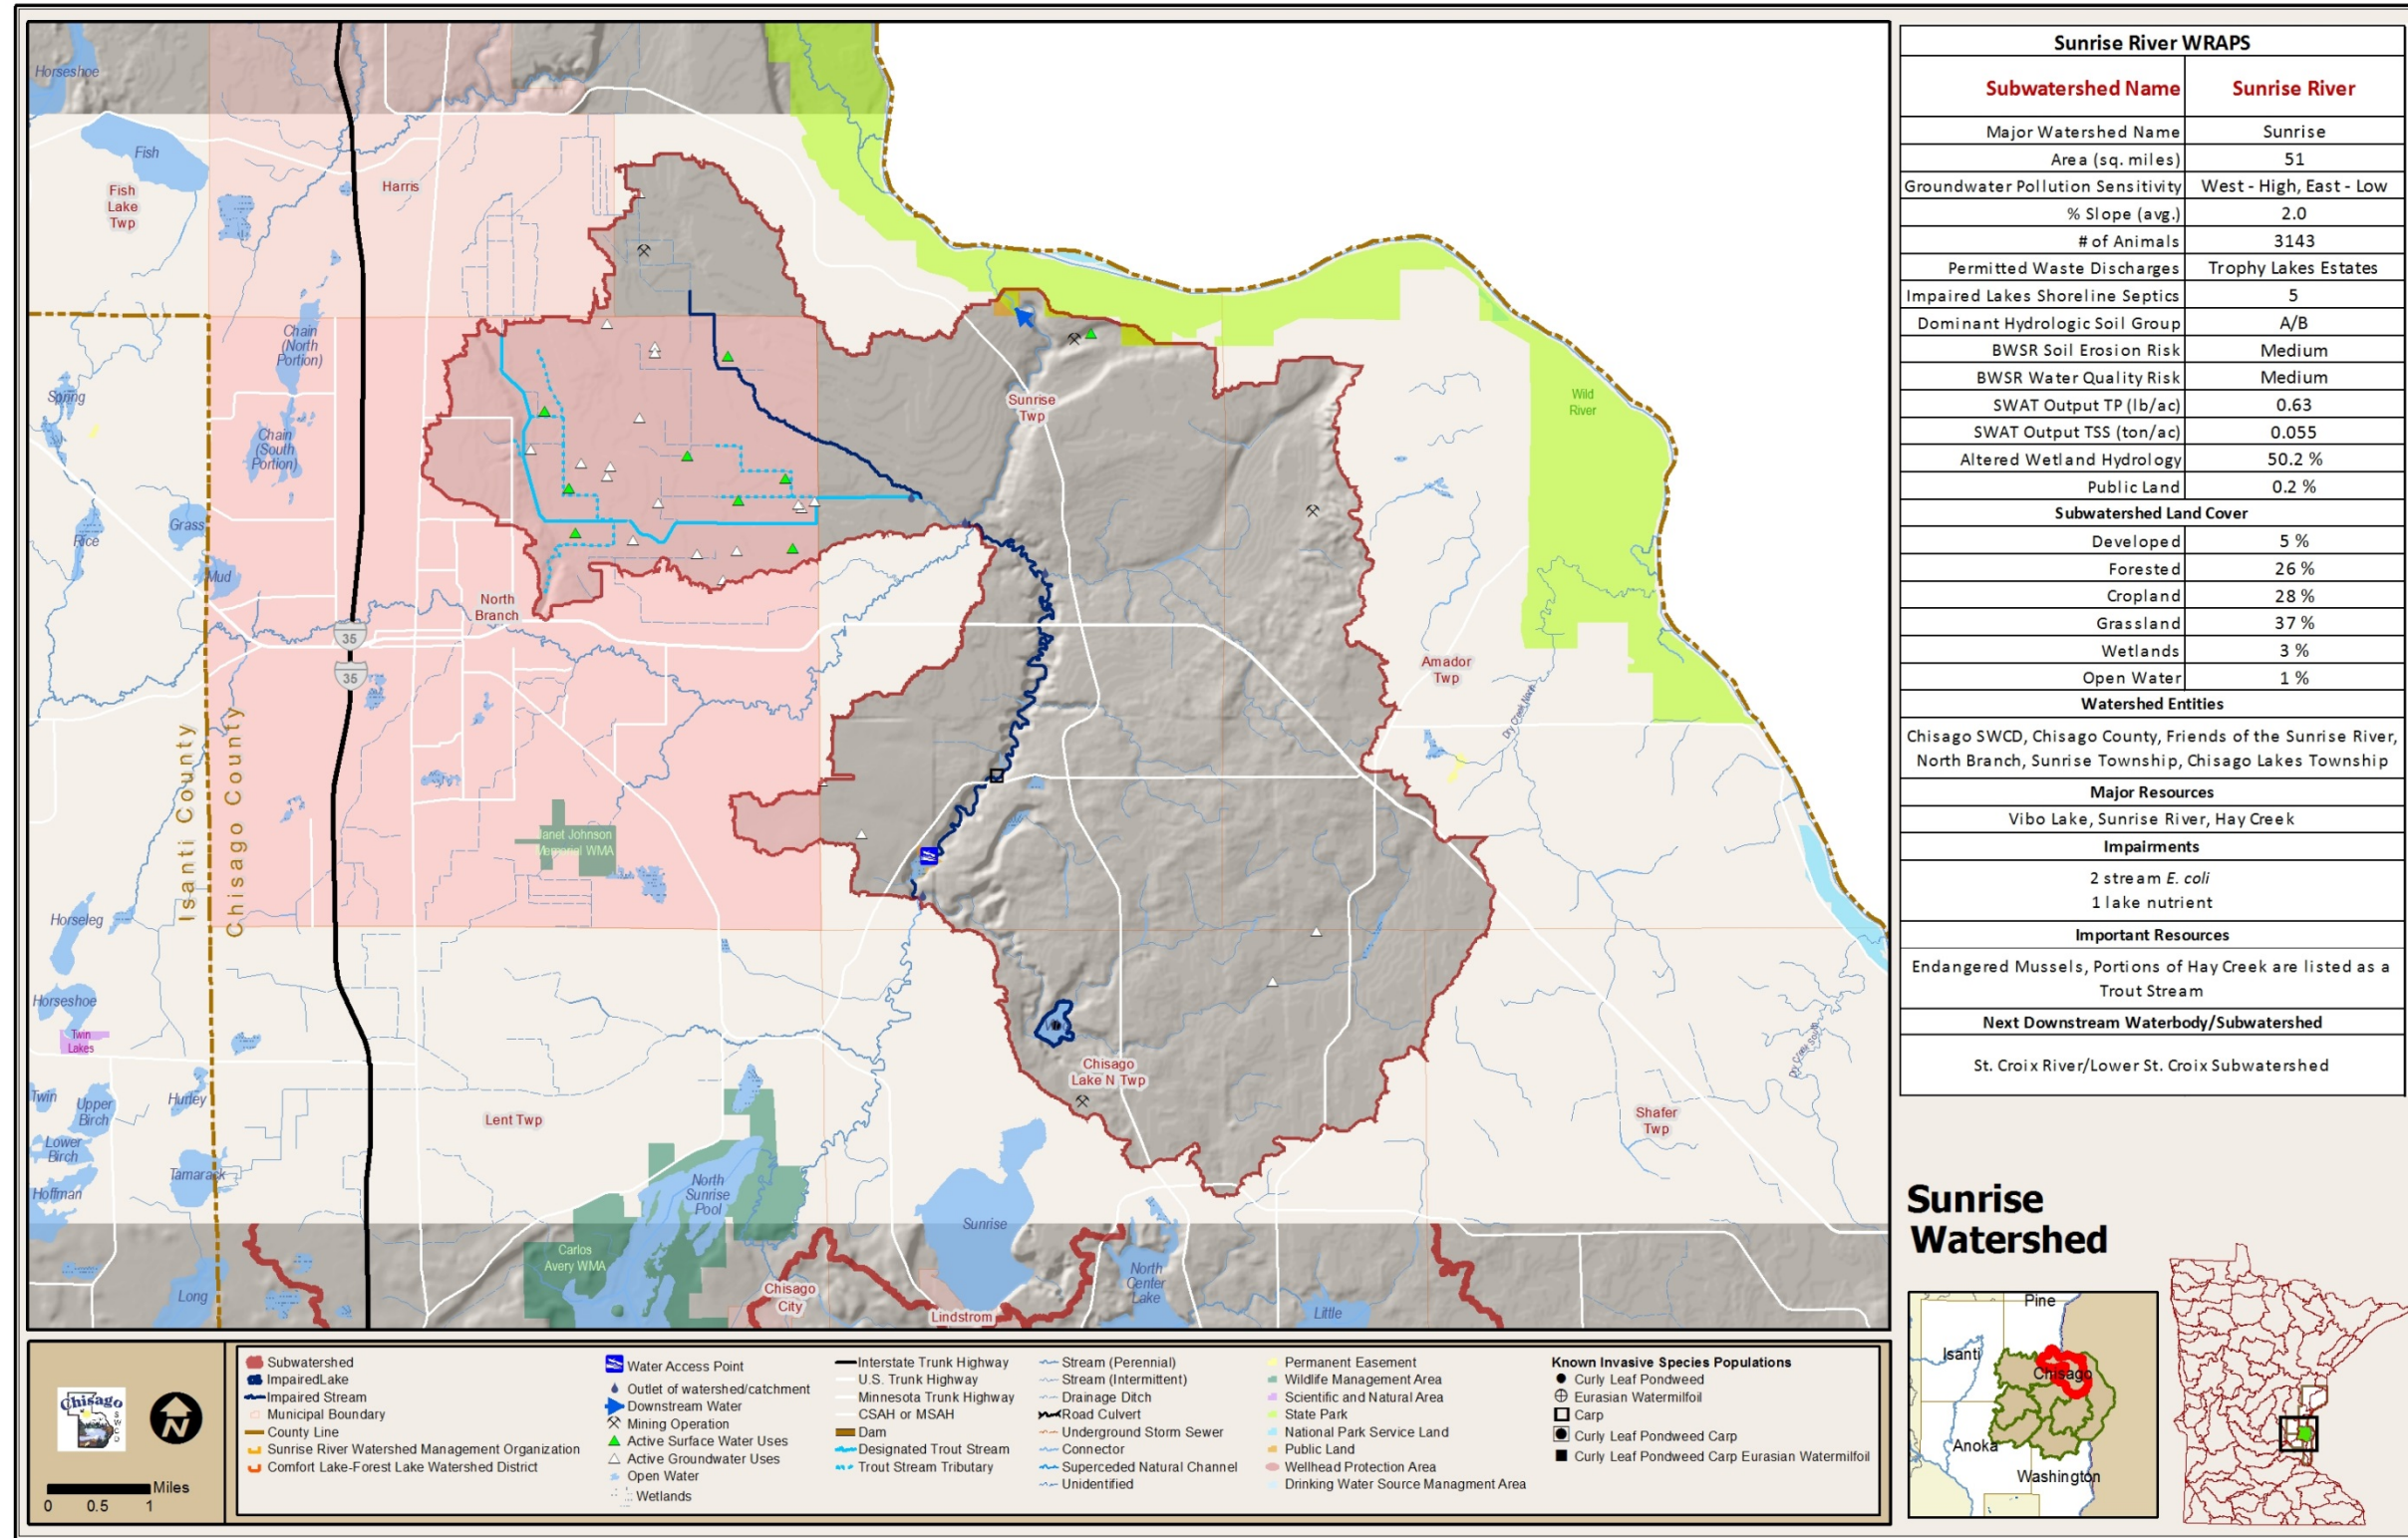 Horseshoe
Fish
Fish
Lake
Twp
Harris
Chain
(North
Portion)
Spring
Chain
(South
Portion)
Sunrise
Twp
Wild
River
Grass
Rice
Mud
North
Branch
35
35
Amador
Twp
Dry Creek North
Isanti County
Chisago County
Janet Johnson
Memorial WMA
Horseleg
Horseshoe
Twin
Lakes
Chisago
Lake N Twp
Dry Creek South
Twin
Upper
Birch
Hurley
Lent Twp
Shafer
Twp
Lower
Birch
Tamarack
Hoffman
North
Sunrise
Pool
Sunrise
Carlos
Avery WMA
Long
Chisago
City
Lindstrom
North
Center
Lake
Little
Sunrise River WRAPS
Subwatershed Name Sunrise River
Major Watershed Name Sunrise
Area (sq. miles) 51
Groundwater Pollution Sensitivity West - High, East - Low
% Slope (avg.) 2.0
# of Animals 3143
Permitted Waste Discharges Trophy Lakes Estates
Impaired Lakes Shoreline Septics 5
Dominant Hydrologic Soil Group A/B
BWSR Soil Erosion Risk Medium
BWSR Water Quality Risk Medium
SWAT Output TP (lb/ac) 0.63
SWAT Output TSS (ton/ac) 0.055
Altered Wetland Hydrology 50.2 %
Public Land 0.2 %
Subwatershed Land Cover
Developed 5 %
Forested 26 %
Cropland 28 %
Grassland 37 %
Wetlands 3 %
Open Water 1 %
Watershed Entities
Chisago SWCD, Chisago County, Friends of the Sunrise River,
North Branch, Sunrise Township, Chisago Lakes Township
Major Resources
Vibo Lake, Sunrise River, Hay Creek
Impairments
2 stream E. coli
1 lake nutrient
Important Resources
Endangered Mussels, Portions of Hay Creek are listed as a
Trout Stream
Next Downstream Waterbody/Subwatershed
St. Croix River/Lower St. Croix Subwatershed
Sunrise
Watershed
Pine
Isanti
Chisago
Anoka
Washington
Chisago
SWCD
N
Miles
0 0.5 1
Subwatershed
ImpairedLake
Impaired Stream
Municipal Boundary
County Line
Sunrise River Watershed Management Organization
Comfort Lake-Forest Lake Watershed District
Water Access Point
Outlet of watershed/catchment
Downstream Water
Mining Operation
Active Surface Water Uses
Active Groundwater Uses
Open Water
Wetlands
Interstate Trunk Highway
U.S. Trunk Highway
Minnesota Trunk Highway
CSAH or MSAH
Dam
Designated Trout Stream
Trout Stream Tributary
Stream (Perennial)
Stream (Intermittent)
Drainage Ditch
Road Culvert
Underground Storm Sewer
Connector
Superceded Natural Channel
Unidentified
Permanent Easement
Wildlife Management Area
Scientific and Natural Area
State Park
National Park Service Land
Public Land
Wellhead Protection Area
Drinking Water Source Managment Area
Known Invasive Species Populations
Curly Leaf Pondweed
Eurasian Watermilfoil
Carp
Curly Leaf Pondweed Carp
Curly Leaf Pondweed Carp Eurasian Watermilfoil